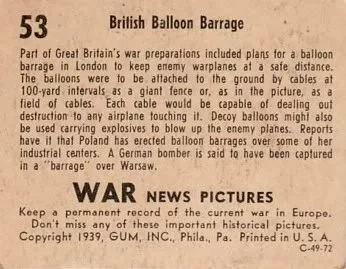 53
British Balloon Barrage
Part of Great Britain's war preparations included plans for a balloon
barrage in London to keep enemy warplanes at a safe distance.
The balloons were to be attached to the ground by cables at
100-yard intervals as a giant fence or, as in the picture, as a
field of cables. Each cable would be capable of dealing out
destruction to any airplane touching it. Decoy balloons might also
be used carrying explosives to blow up the enemy planes. Reports
have it that Poland has erected balloon barrages over some of her
industrial centers. A German bomber is said to have been captured
in a "barrage" over Warsaw.
WAR NEWS PICTURES
Keep a permanent record of the current war in Europe.
Don't miss any of these important historical pictures.
Copyright 1939, GUM, INC., Phila., Pa. Printed in U. S. A.
C-49-72